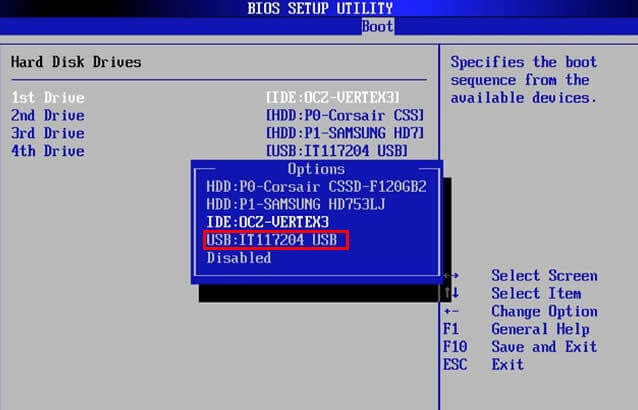 BIOS SETUP UTILITY
Boot
Hard Disk Drives
1st Drive [IDE:OCZ-VERTEX3]
2nd Drive [HDD:P0-Corsair CSS]
3rd Drive [HDD:P1-SAMSUNG HD7]
4th Drive [USB:IT117204 USB]
Options
HDD:P0-Corsair CSSD-F120GB2
HDD:P1-SAMSUNG HD753LJ
IDE:OCZ-VERTEX3
USB:IT117204 USB
Disabled
Specifies the boot
sequence from the
available devices.
↔ Select Screen
↑↓ Select Item
+- Change Option
F1 General Help
F10 Save and Exit
ESC Exit